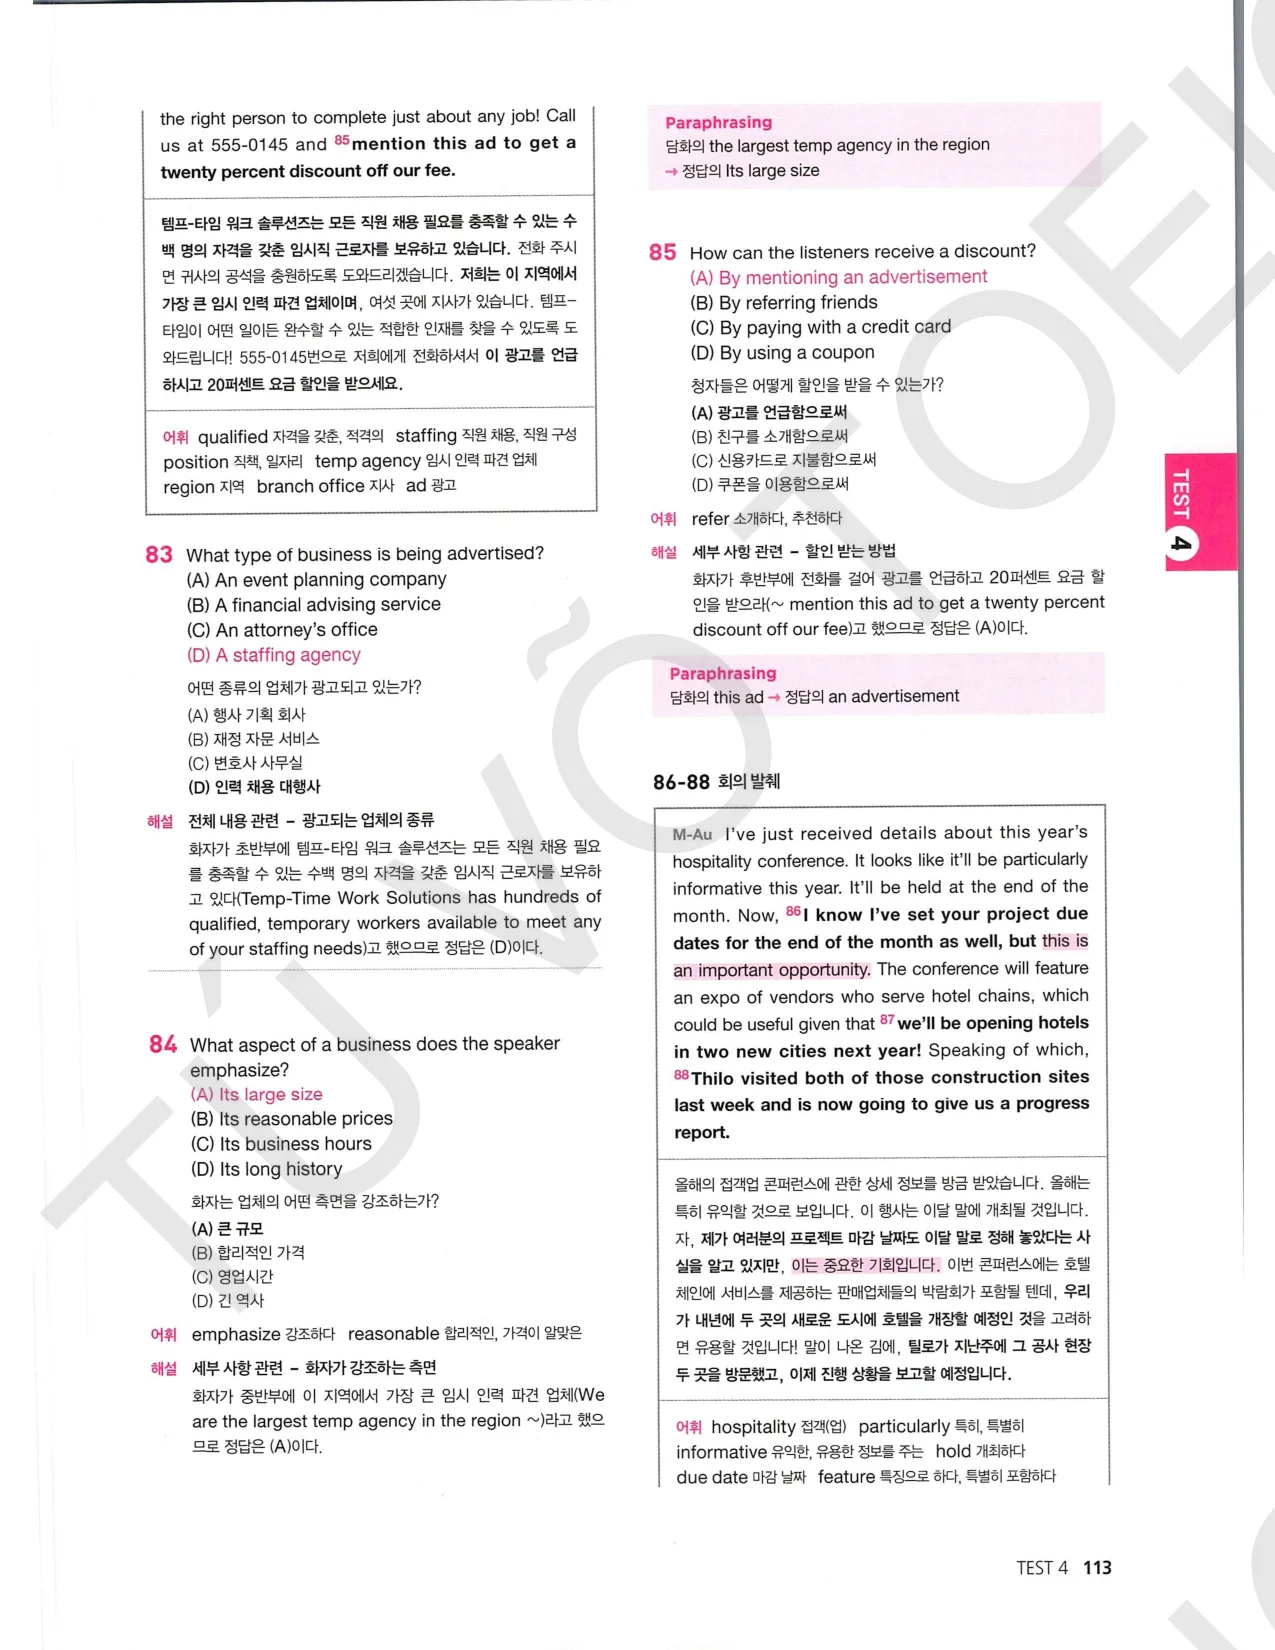 the right person to complete just about any job! Call
us at 555-0145 and 85mention this ad to get a
twenty percent discount off our fee.
템프-타임 워크 솔루션즈는 모든 직원 채용 필요를 충족할 수 있는 수
백 명의 자격을 갖춘 임시직 근로자를 보유하고 있습니다. 전화 주시
면 귀사의 공석을 충원하도록 도와드리겠습니다. 저희는 이 지역에서
가장 큰 임시 인력 파견 업체이며, 여섯 곳에 지사가 있습니다. 템프-
타임이 어떤 일이든 완수할 수 있는 적합한 인재를 찾을 수 있도록 도
와드립니다! 555-0145번으로 저희에게 전화하셔서 이 광고를 언급
하시고 20퍼센트 요금 할인을 받으세요.
어휘 qualified 자격을 갖춘, 적격의 staffing 직원 채용, 직원 구성
position 직책, 일자리 temp agency 임시 인력 파견 업체
region 지역 branch office 지사 ad 광고
83 What type of business is being advertised?
(A) An event planning company
(B) A financial advising service
(C) An attorney's office
(D) A staffing agency
어떤 종류의 업체가 광고되고 있는가?
(A) 행사 기획 회사
(B) 재정 자문 서비스
(C) 변호사 사무실
(D) 인력 채용 대행사
해설 전체 내용 관련 – 광고되는 업체의 종류
화자가 초반부에 템프-타임 워크 솔루션즈는 모든 직원 채용 필요
를 충족할 수 있는 수백 명의 자격을 갖춘 임시직 근로자를 보유하
고 있다(Temp-Time Work Solutions has hundreds of
qualified, temporary workers available to meet any
of your staffing needs)고 했으므로 정답은 (D)이다.
84 What aspect of a business does the speaker
emphasize?
(A) Its large size
(B) Its reasonable prices
(C) Its business hours
(D) Its long history
화자는 업체의 어떤 측면을 강조하는가?
(A) 큰 규모
(B) 합리적인 가격
(C) 영업시간
(D) 긴 역사
어휘 emphasize 강조하다 reasonable 합리적인, 가격이 알맞은
해설 세부 사항 관련 – 화자가 강조하는 측면
화자가 중반부에 이 지역에서 가장 큰 임시 인력 파견 업체(We
are the largest temp agency in the region ~)라고 했으
므로 정답은 (A)이다.
Paraphrasing
담화의 the largest temp agency in the region
→ 정답의 Its large size
85 How can the listeners receive a discount?
(A) By mentioning an advertisement
(B) By referring friends
(C) By paying with a credit card
(D) By using a coupon
청자들은 어떻게 할인을 받을 수 있는가?
(A) 광고를 언급함으로써
(B) 친구를 소개함으로써
(C) 신용카드로 지불함으로써
(D) 쿠폰을 이용함으로써
어휘 refer 소개하다, 추천하다
해설 세부 사항 관련 – 할인 받는 방법
화자가 후반부에 전화를 걸어 광고를 언급하고 20퍼센트 요금 할
인을 받으라(~ mention this ad to get a twenty percent
discount off our fee)고 했으므로 정답은 (A)이다.
Paraphrasing
담화의 this ad → 정답의 an advertisement
86-88 회의 발췌
M-Au I've just received details about this year's
hospitality conference. It looks like it'll be particularly
informative this year. It'll be held at the end of the
month. Now, 86I know I've set your project due
dates for the end of the month as well, but this is
an important opportunity. The conference will feature
an expo of vendors who serve hotel chains, which
could be useful given that 87we'll be opening hotels
in two new cities next year! Speaking of which,
88Thilo visited both of those construction sites
last week and is now going to give us a progress
report.
올해의 접객업 콘퍼런스에 관한 상세 정보를 방금 받았습니다. 올해는
특히 유익할 것으로 보입니다. 이 행사는 이달 말에 개최될 것입니다.
자, 제가 여러분의 프로젝트 마감 날짜도 이달 말로 정해 놓았다는 사
실을 알고 있지만, 이는 중요한 기회입니다. 이번 콘퍼런스에는 호텔
체인에 서비스를 제공하는 판매업체들의 박람회가 포함될 텐데, 우리
가 내년에 두 곳의 새로운 도시에 호텔을 개장할 예정인 것을 고려하
면 유용할 것입니다! 말이 나온 김에, 틸로가 지난주에 그 공사 현장
두 곳을 방문했고, 이제 진행 상황을 보고할 예정입니다.
어휘 hospitality 접객(업) particularly 특히, 특별히
informative 유익한, 유용한 정보를 주는 hold 개최하다
due date 마감 날짜 feature 특징으로 하다, 특별히 포함하다
TEST 4
TEST 4 113
TÚ VÕ TOEIC